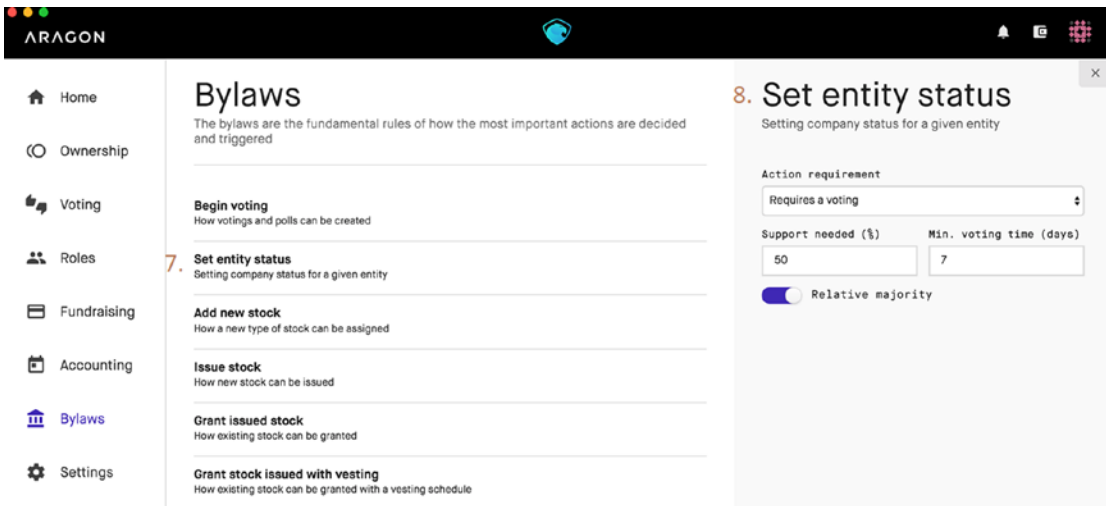 ARAGON
Home
Ownership
Voting
Roles
Fundraising
Accounting
Bylaws
Settings
Bylaws
The bylaws are the fundamental rules of how the most important actions are decided
and triggered
Begin voting
How votings and polls can be created
7. Set entity status
Setting company status for a given entity
Add new stock
How a new type of stock can be assigned
Issue stock
How new stock can be issued
Grant issued stock
How existing stock can be granted
Grant stock issued with vesting
How existing stock can be granted with a vesting schedule
8. Set entity status
Setting company status for a given entity
Action requirement
Requires a voting
Support needed (%) Min. voting time (days)
50 7
Relative majority